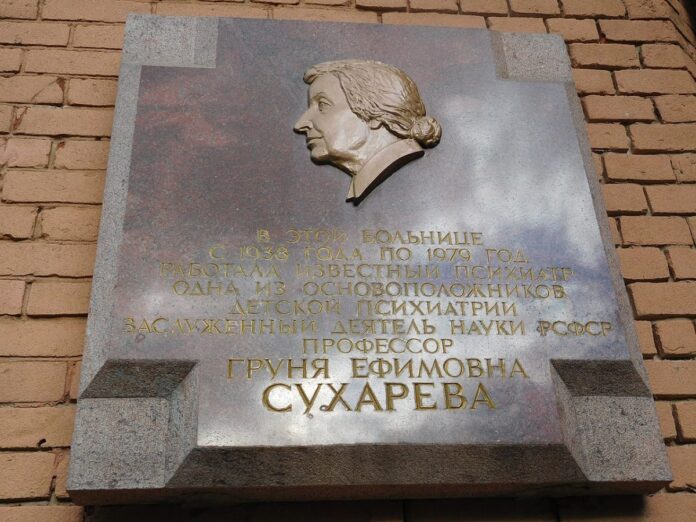 В ЭТОЙ БОЛЬНИЦЕ
С 1938 ГОДА ПО 1979 ГОД
РАБОТАЛА ИЗВЕСТНЫЙ ПСИХИАТР
ОДНА ИЗ ОСНОВОПОЛОЖНИКОВ
ДЕТСКОЙ ПСИХИАТРИИ
ЗАСЛУЖЕННЫЙ ДЕЯТЕЛЬ НАУКИ РСФСР
ПРОФЕССОР
ГРУНЯ ЕФИМОВНА
СУХАРЕВА